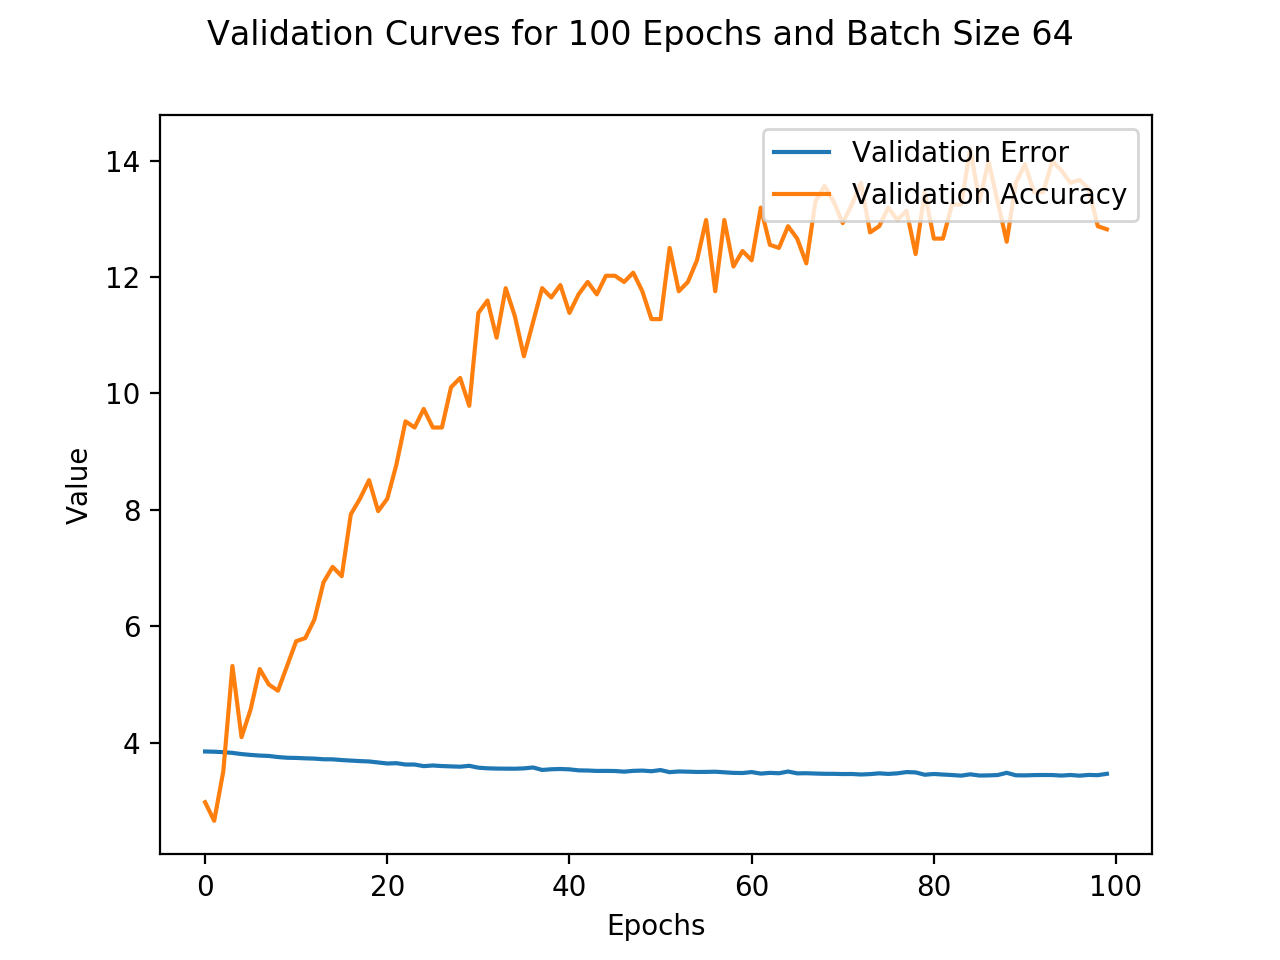 Validation Curves for 100 Epochs and Batch Size 64
Validation Error
Validation Accuracy
14
12
10
8
6
4
Value
0 20 40 60 80 100
Epochs